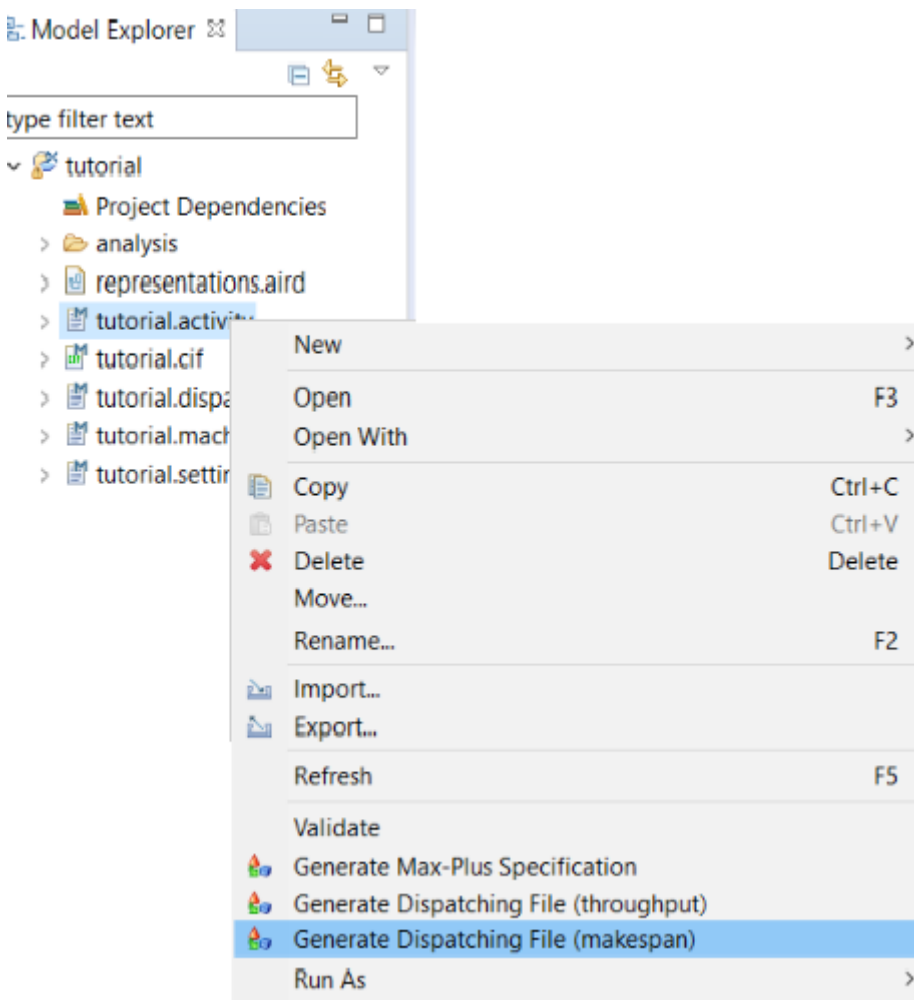 Model Explorer
type filter text
tutorial
Project Dependencies
analysis
representations.aird
tutorial.activity
tutorial.cif
tutorial.dispa
tutorial.mach
tutorial.settin
New
Open F3
Open With
Copy Ctrl+C
Paste Ctrl+V
Delete Delete
Move...
Rename... F2
Import...
Export...
Refresh F5
Validate
Generate Max-Plus Specification
Generate Dispatching File (throughput)
Generate Dispatching File (makespan)
Run As